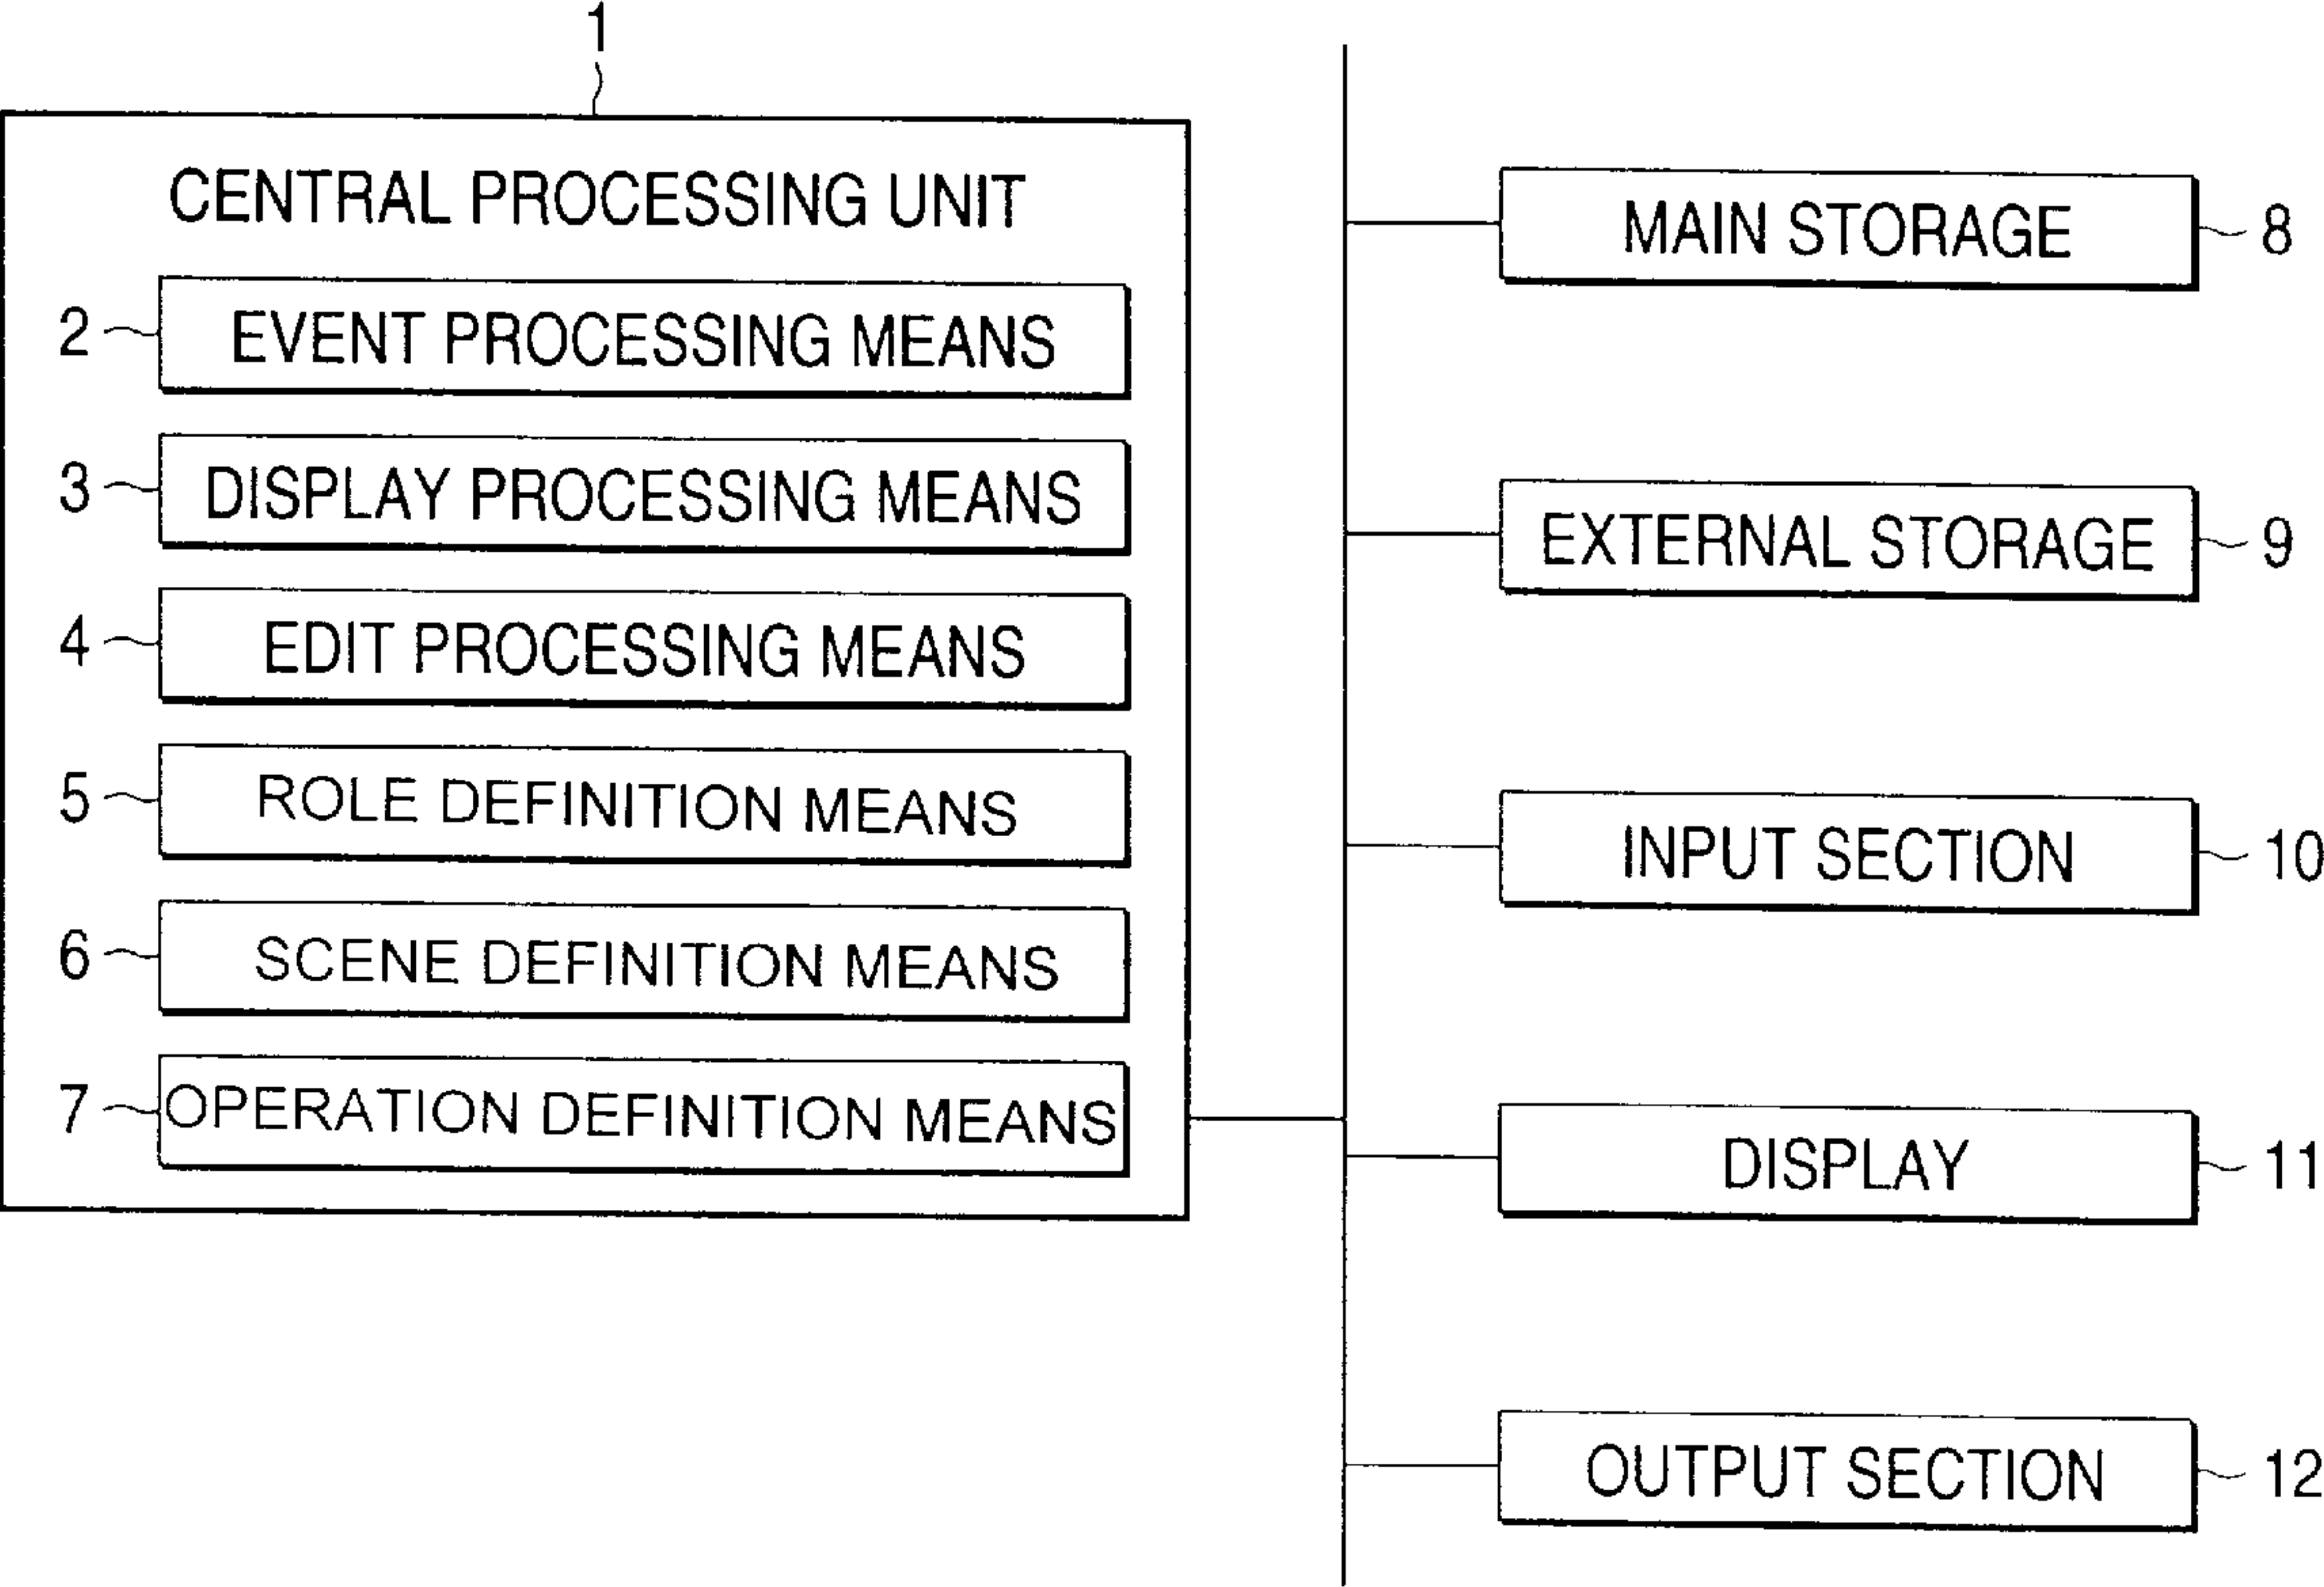 1
CENTRAL PROCESSING UNIT
2 EVENT PROCESSING MEANS
3 DISPLAY PROCESSING MEANS
4 EDIT PROCESSING MEANS
5 ROLE DEFINITION MEANS
6 SCENE DEFINITION MEANS
7 OPERATION DEFINITION MEANS
MAIN STORAGE 8
EXTERNAL STORAGE 9
INPUT SECTION 10
DISPLAY 11
OUTPUT SECTION 12